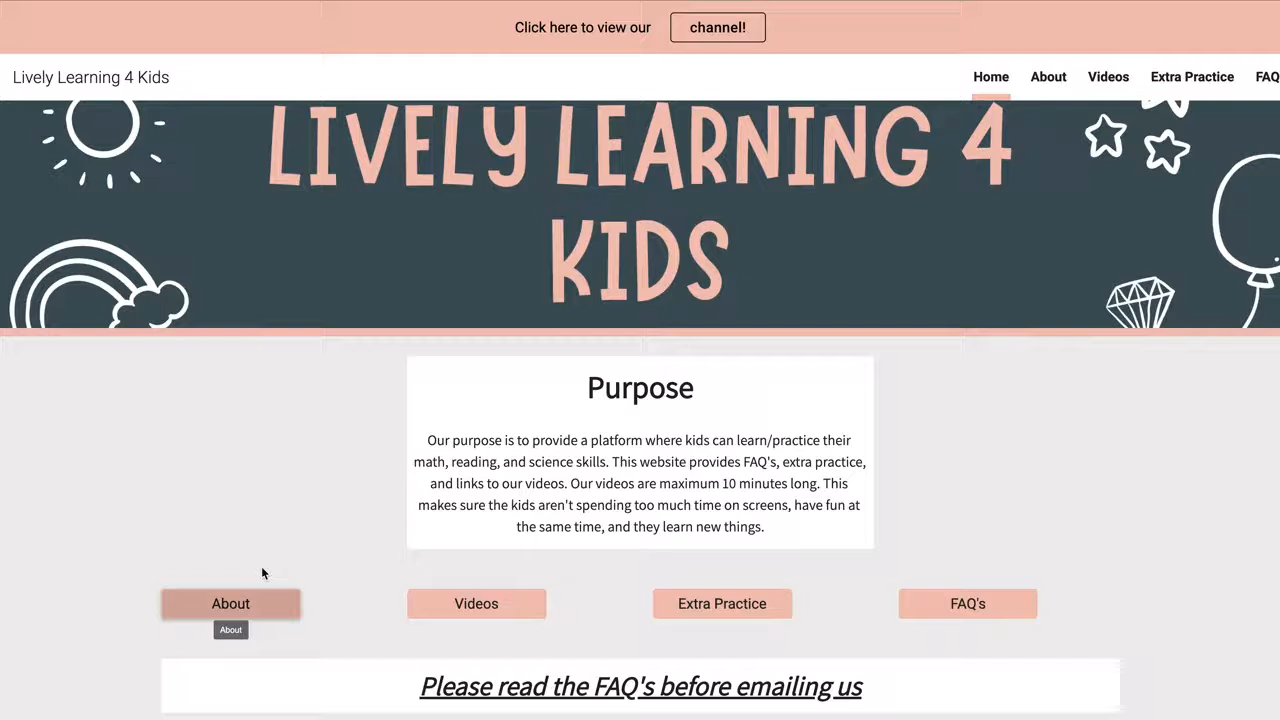 Click here to view our channel!
Lively Learning 4 Kids Home About Videos Extra Practice FAQ
LIVELY LEARNING 4
KIDS
Purpose
Our purpose is to provide a platform where kids can learn/practice their
math, reading, and science skills. This website provides FAQ's, extra practice,
and links to our videos. Our videos are maximum 10 minutes long. This
makes sure the kids aren't spending too much time on screens, have fun at
the same time, and they learn new things.
About Videos Extra Practice FAQ's
About
Please read the FAQ's before emailing us